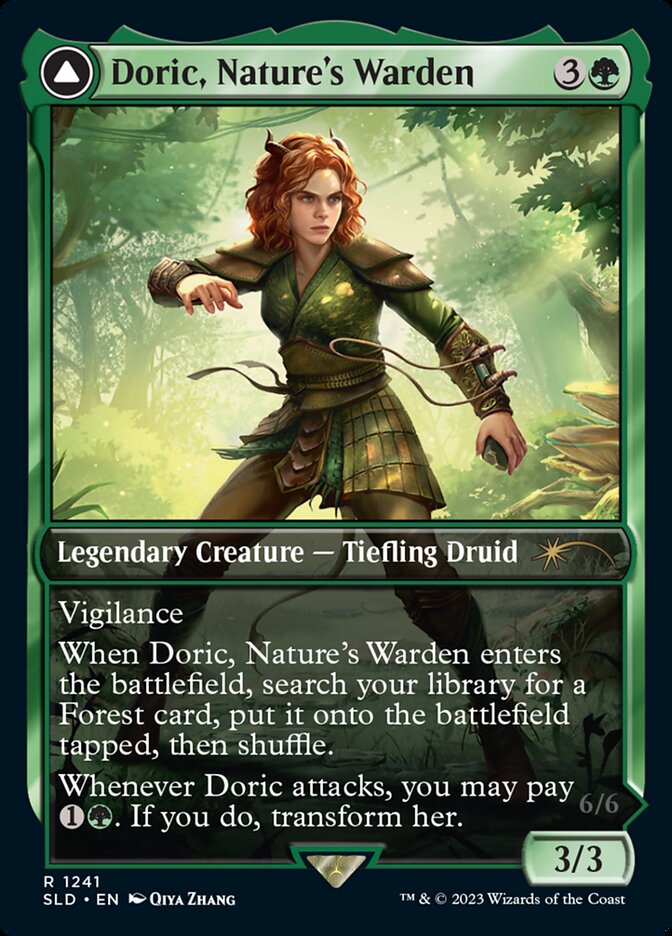 Doric, Nature's Warden 3
Legendary Creature — Tiefling Druid
Vigilance
When Doric, Nature's Warden enters
the battlefield, search your library for a
Forest card, put it onto the battlefield
tapped, then shuffle.
Whenever Doric attacks, you may pay
1. If you do, transform her.
6/6
3/3
R 1241
SLD • EN Qiya Zhang
™ & © 2023 Wizards of the Coast